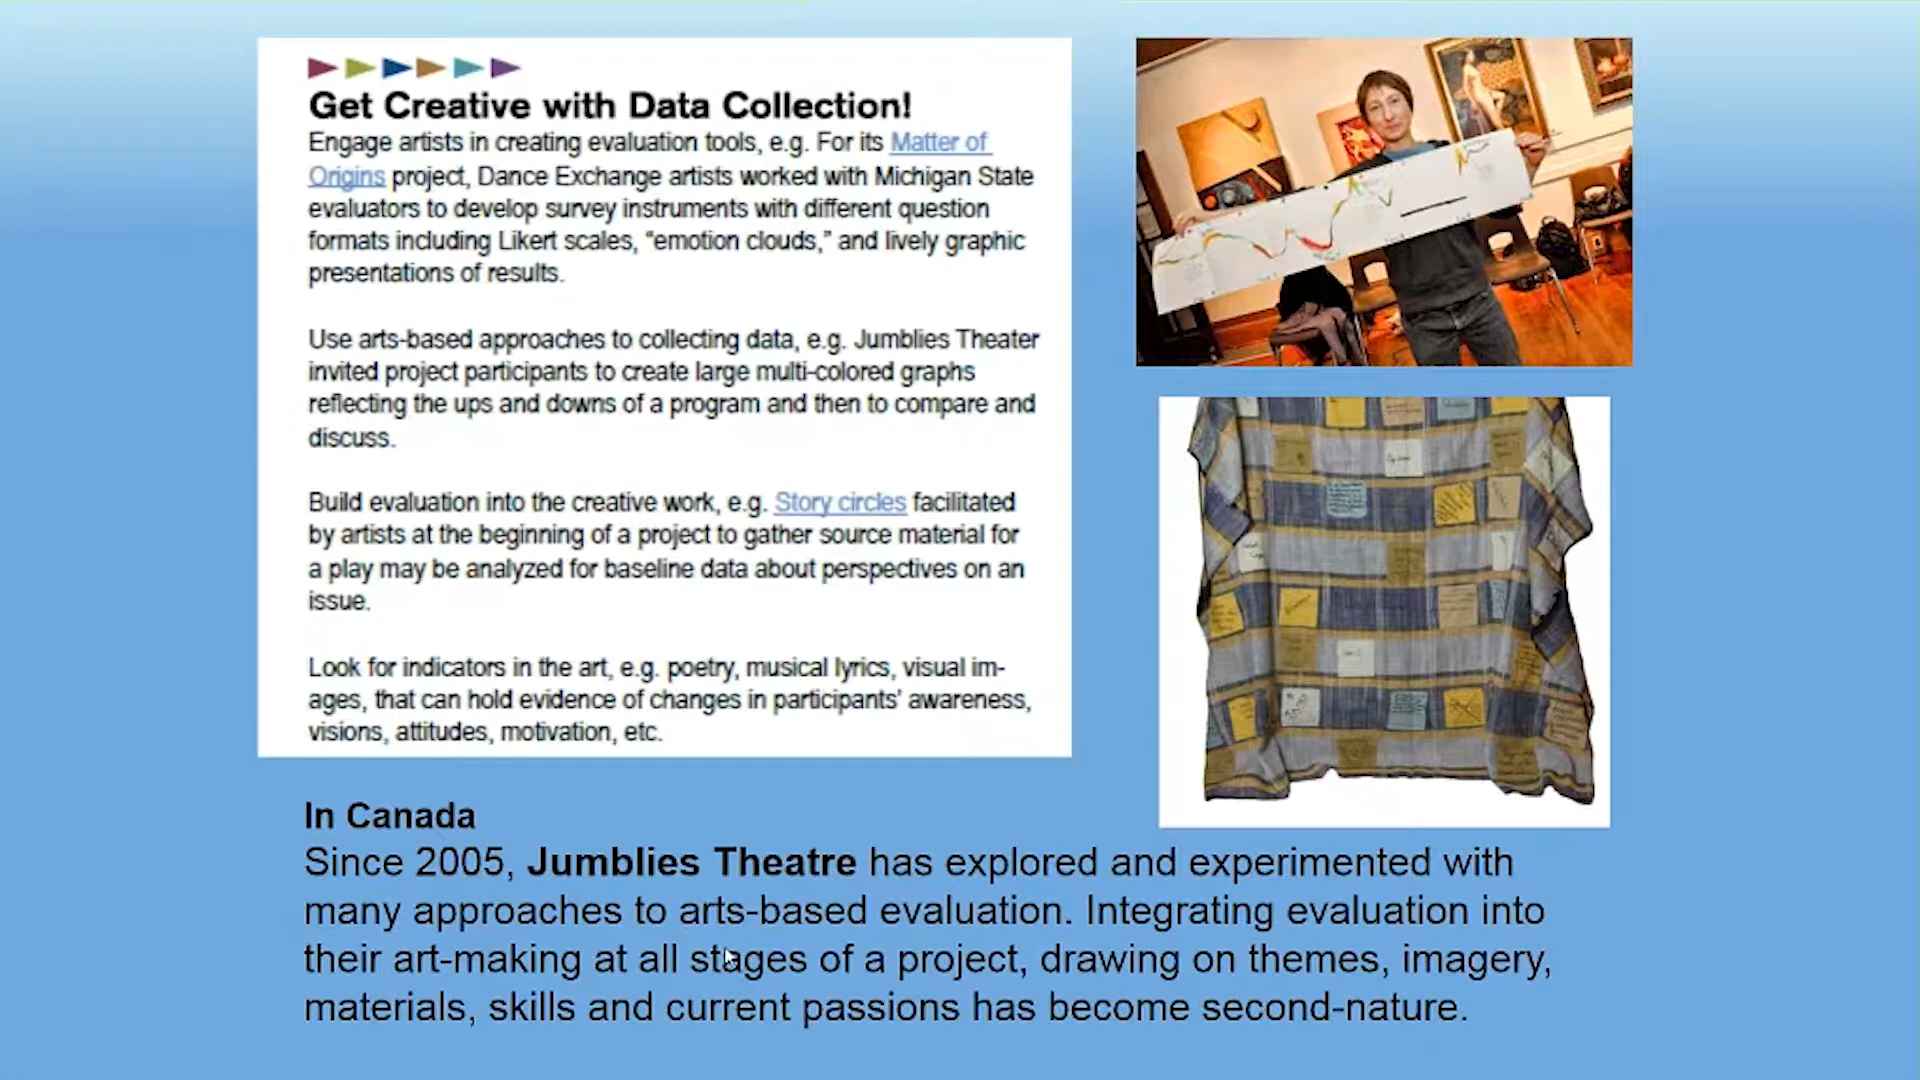 Get Creative with Data Collection!
Engage artists in creating evaluation tools, e.g. For its Matter of
Origins project, Dance Exchange artists worked with Michigan State
evaluators to develop survey instruments with different question
formats including Likert scales, “emotion clouds,” and lively graphic
presentations of results.
Use arts-based approaches to collecting data, e.g. Jumblies Theater
invited project participants to create large multi-colored graphs
reflecting the ups and downs of a program and then to compare and
discuss.
Build evaluation into the creative work, e.g. Story circles facilitated
by artists at the beginning of a project to gather source material for
a play may be analyzed for baseline data about perspectives on an
issue.
Look for indicators in the art, e.g. poetry, musical lyrics, visual im-
ages, that can hold evidence of changes in participants' awareness,
visions, attitudes, motivation, etc.
In Canada
Since 2005, Jumblies Theatre has explored and experimented with
many approaches to arts-based evaluation. Integrating evaluation into
their art-making at all stages of a project, drawing on themes, imagery,
materials, skills and current passions has become second-nature.